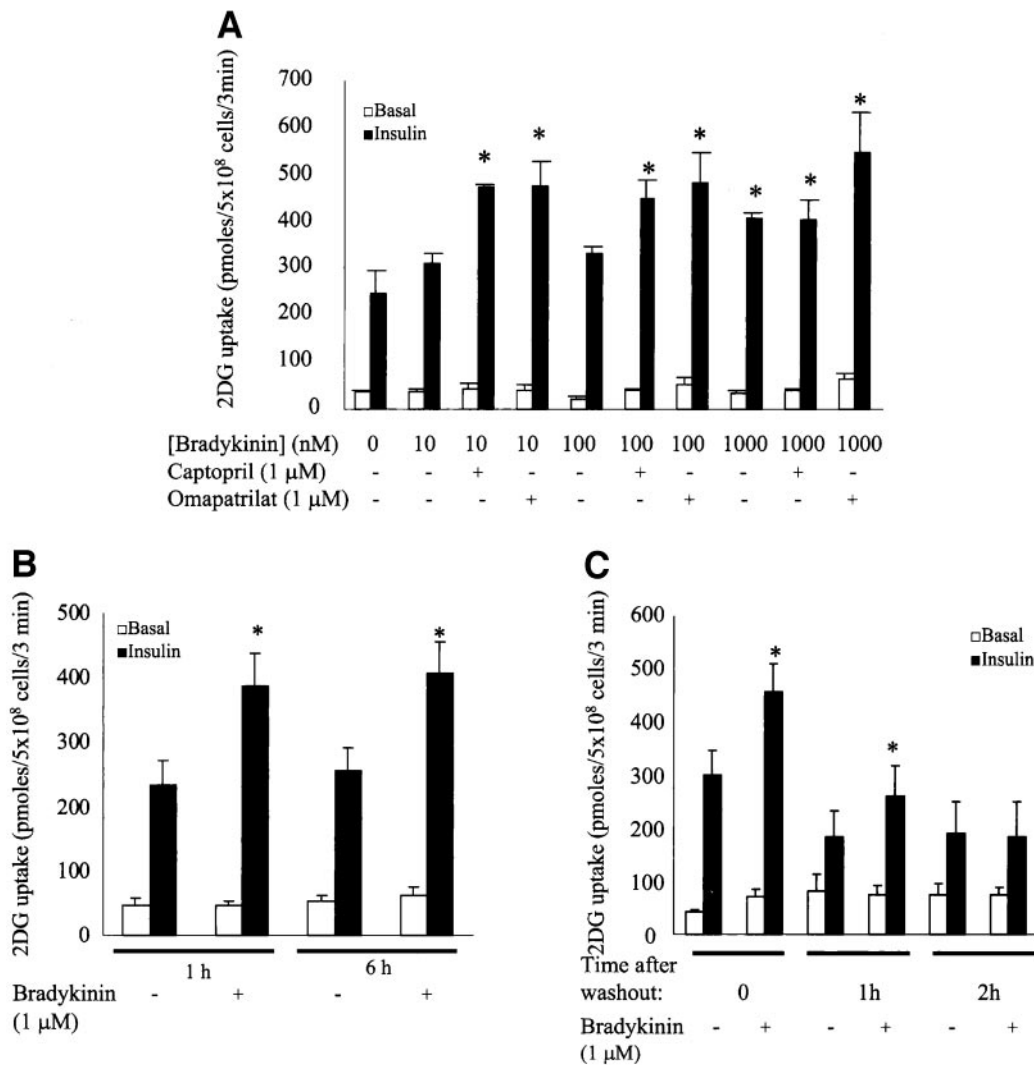 A
2DG uptake (pmoles/5x10⁸ cells/3min)
700
600
500
400
300
200
100
0
Basal
Insulin
* * * * * * *
[Bradykinin] (nM) 0 10 10 10 100 100 100 1000 1000 1000
Captopril (1 µM) - - + - - + - - + -
Omapatrilat (1 µM) - - - + - - + - - +
B
2DG uptake (pmoles/5x10⁸ cells/3 min)
500
400
300
200
100
0
Basal
Insulin
* *
1 h 6 h
Bradykinin - + - +
(1 µM)
C
2DG uptake (pmoles/5x10⁸ cells/3 min)
600
500
400
300
200
100
0
Basal
Insulin
* *
Time after
washout: 0 1h 2h
Bradykinin - + - + - +
(1 µM)